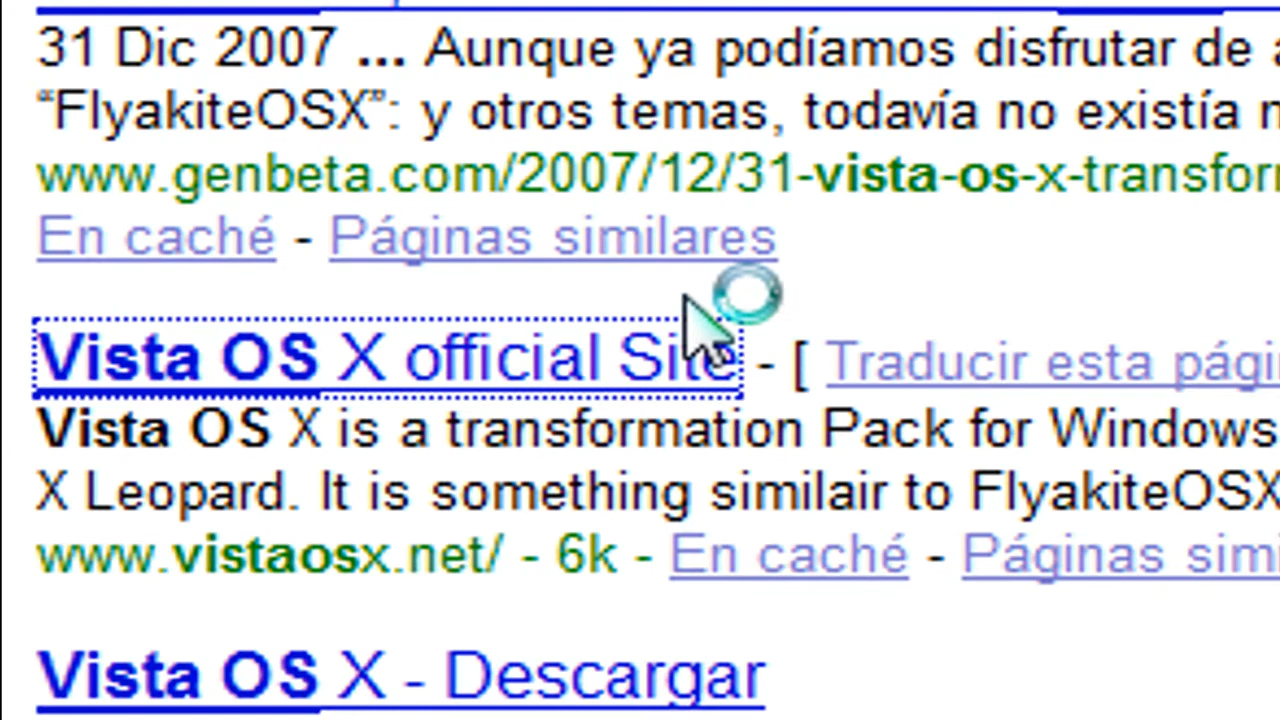 31 Dic 2007 ... Aunque ya podíamos disfrutar de
“FlyakiteOSX”: y otros temas, todavía no existía
www.genbeta.com/2007/12/31-vista-os-x-transfor
En caché - Páginas similares
Vista OS X official Site - [ Traducir esta pági
Vista OS X is a transformation Pack for Windows
X Leopard. It is something similair to FlyakiteOSX
www.vistaosx.net/ - 6k - En caché - Páginas simi
Vista OS X - Descargar